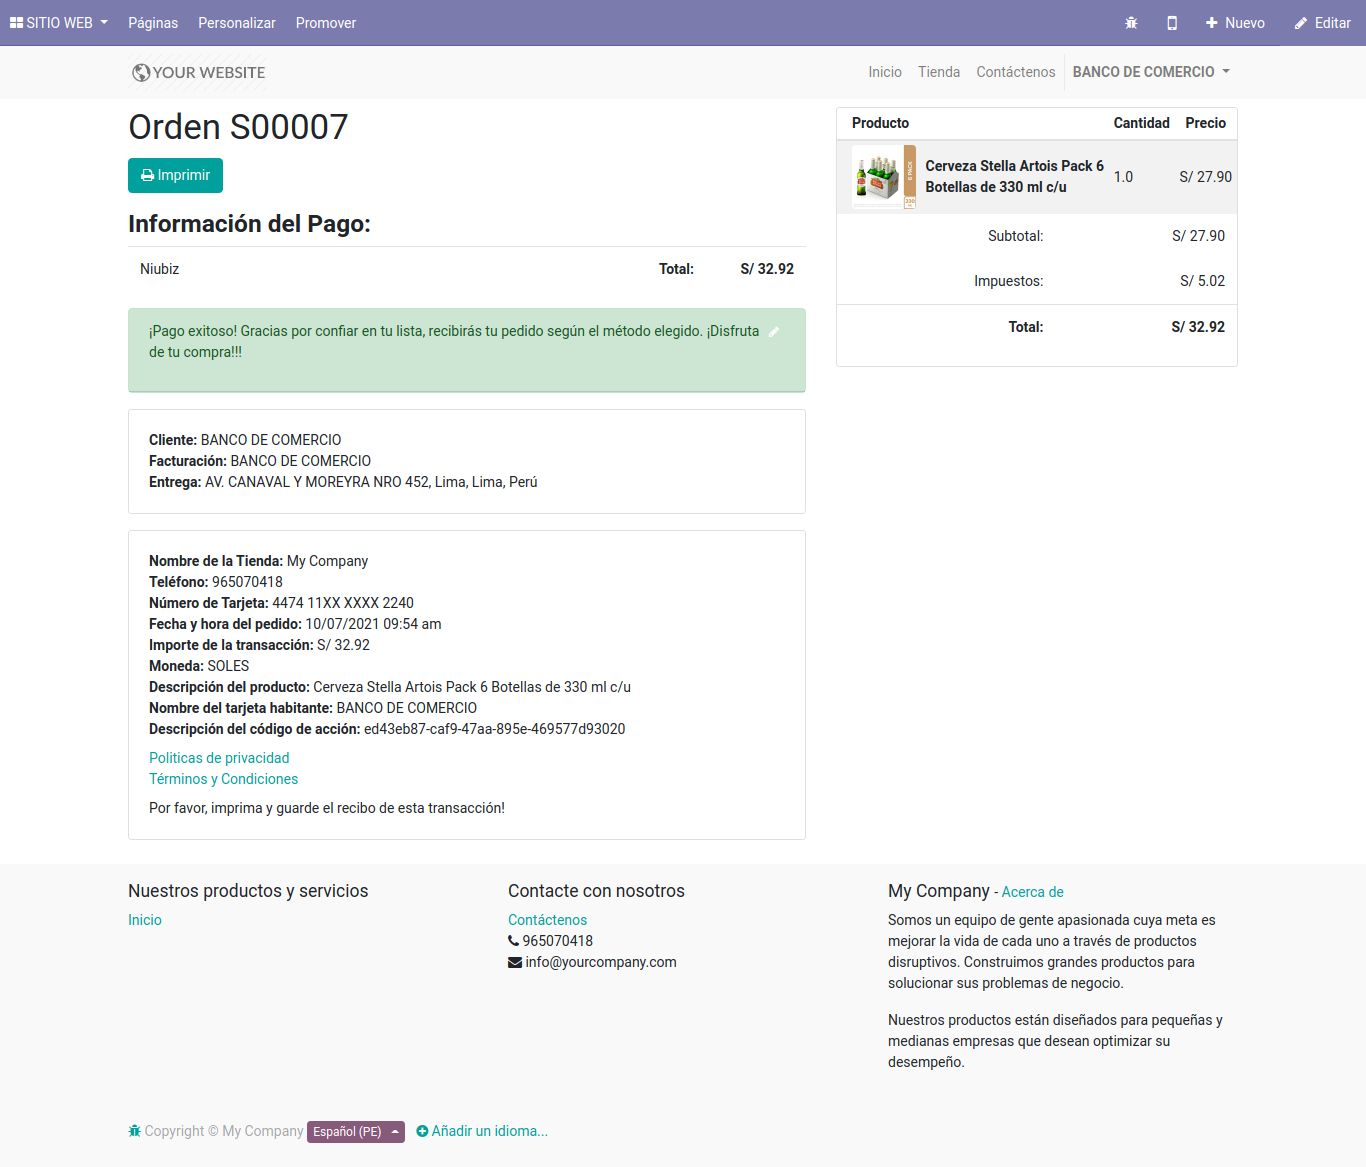 SITIO WEB Páginas Personalizar Promover Nuevo Editar
YOUR WEBSITE Inicio Tienda Contáctenos BANCO DE COMERCIO
Orden S00007
Imprimir
Información del Pago:
Niubiz Total: S/ 32.92
¡Pago exitoso! Gracias por confiar en tu lista, recibirás tu pedido según el método elegido. ¡Disfruta
de tu compra!!!
Cliente: BANCO DE COMERCIO
Facturación: BANCO DE COMERCIO
Entrega: AV. CANAVAL Y MOREYRA NRO 452, Lima, Lima, Perú
Nombre de la Tienda: My Company
Teléfono: 965070418
Número de Tarjeta: 4474 11XX XXXX 2240
Fecha y hora del pedido: 10/07/2021 09:54 am
Importe de la transacción: S/ 32.92
Moneda: SOLES
Descripción del producto: Cerveza Stella Artois Pack 6 Botellas de 330 ml c/u
Nombre del tarjeta habitante: BANCO DE COMERCIO
Descripción del código de acción: ed43eb87-caf9-47aa-895e-469577d93020
Politicas de privacidad
Términos y Condiciones
Por favor, imprima y guarde el recibo de esta transacción!
Producto Cantidad Precio
6 PACK
330
Cerveza Stella Artois Pack 6
Botellas de 330 ml c/u
1.0 S/ 27.90
Subtotal: S/ 27.90
Impuestos: S/ 5.02
Total: S/ 32.92
Nuestros productos y servicios
Inicio
Contacte con nosotros
Contáctenos
965070418
info@yourcompany.com
My Company - Acerca de
Somos un equipo de gente apasionada cuya meta es
mejorar la vida de cada uno a través de productos
disruptivos. Construimos grandes productos para
solucionar sus problemas de negocio.
Nuestros productos están diseñados para pequeñas y
medianas empresas que desean optimizar su
desempeño.
Copyright © My Company Español (PE) Añadir un idioma...